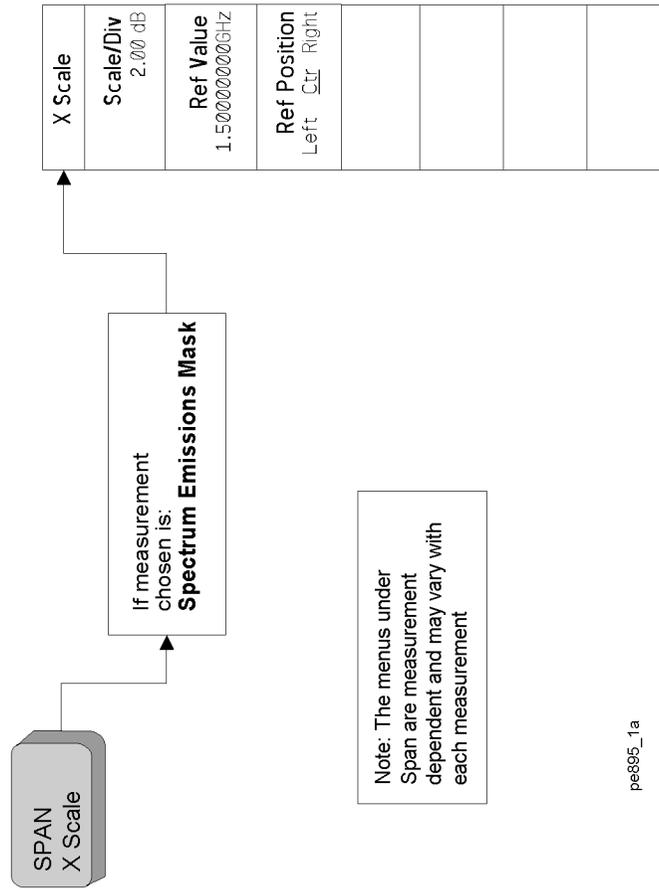 SPAN
X Scale
If measurement
chosen is:
Spectrum Emissions Mask
X Scale
Scale/Div
2.00 dB
Ref Value
1.500000000GHZ
Ref Position
Left Ctr Right
Note: The menus under
Span are measurement
dependent and may vary with
each measurement
pe895_1a